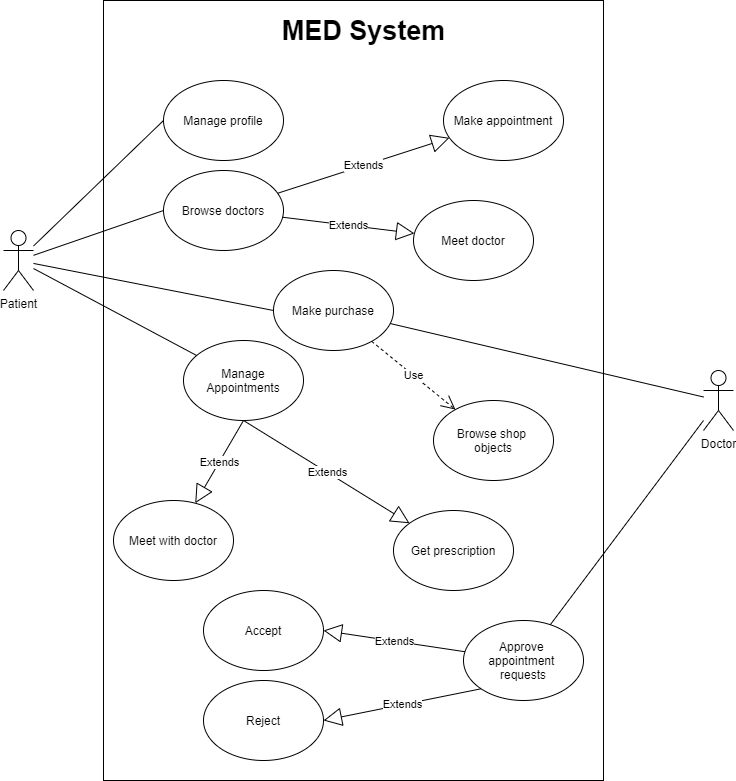 MED System
Manage profile
Make appointment
Extends
Browse doctors
Extends
Meet doctor
Patient
Make purchase
Manage
Appointments
Use
Browse shop
objects
Doctor
Extends
Extends
Meet with doctor
Get prescription
Accept
Extends
Approve
appointment
requests
Extends
Reject